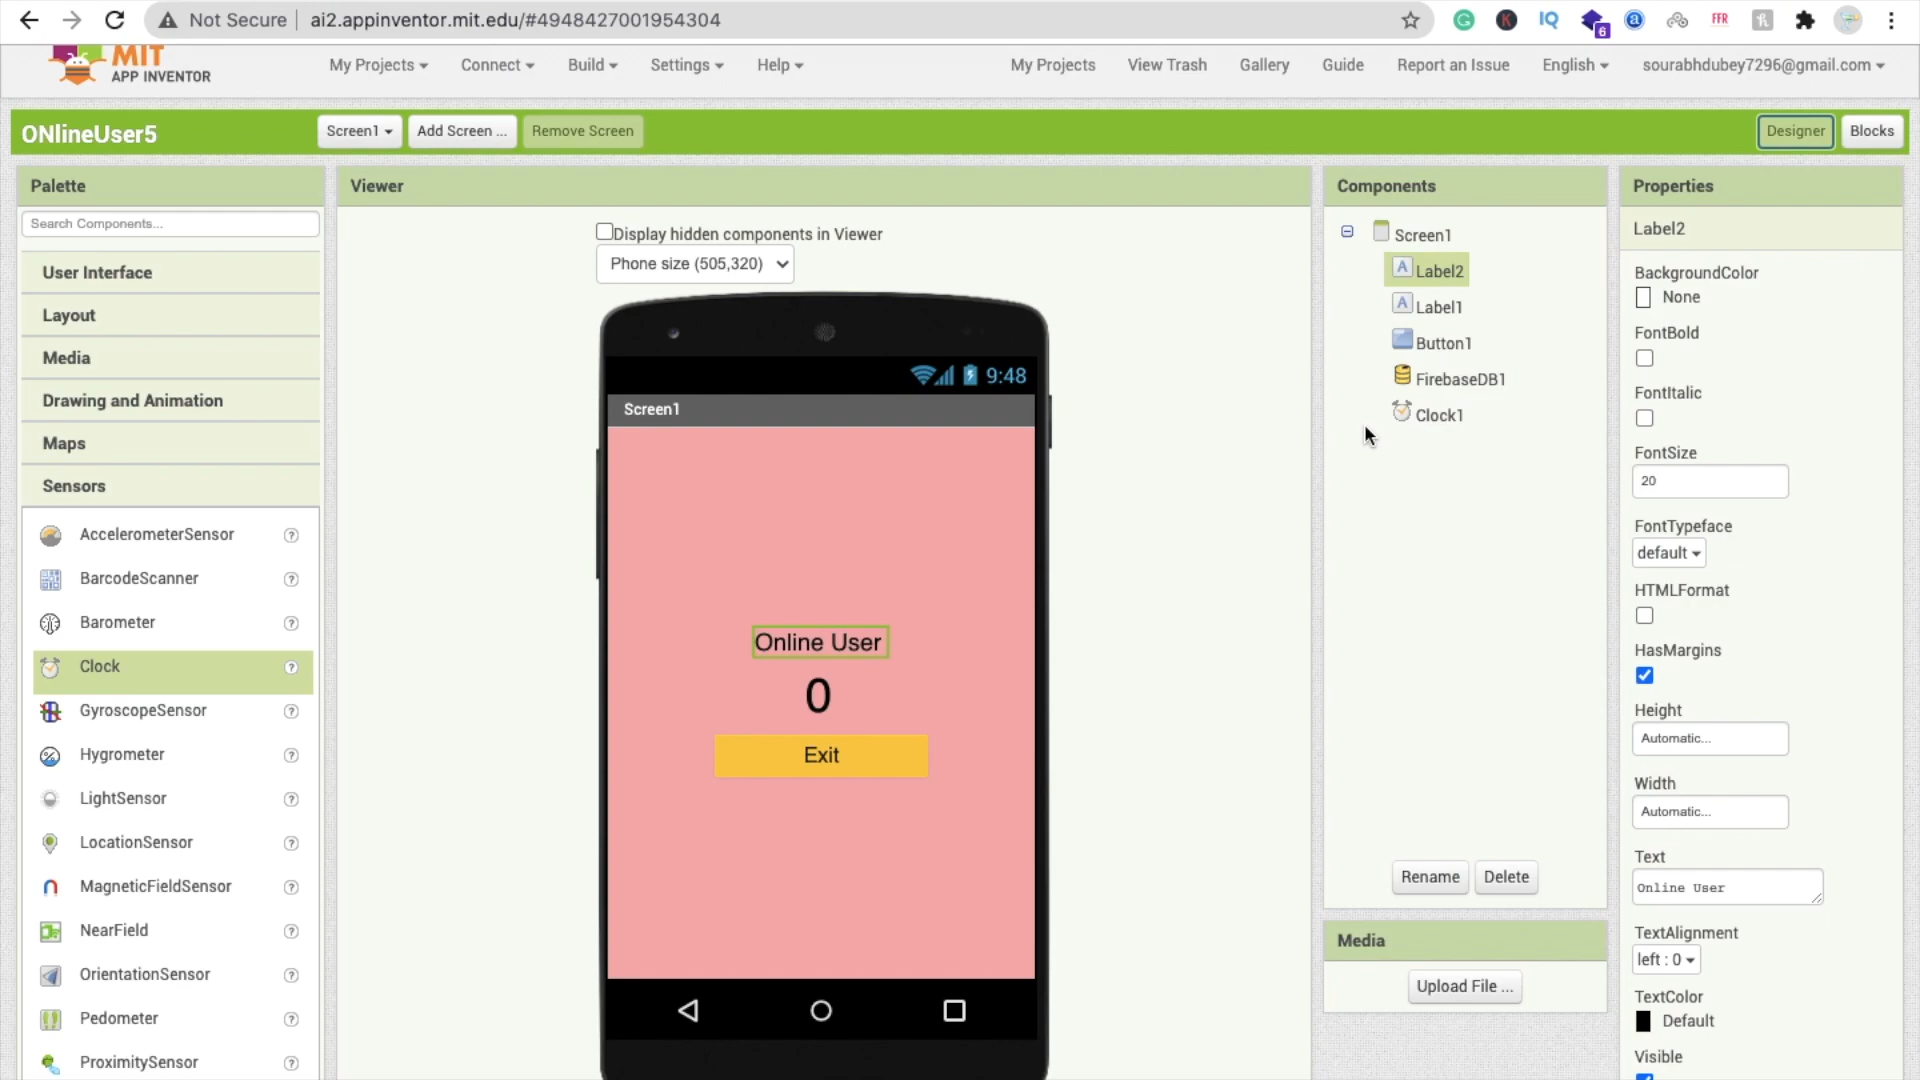 Not Secure
ai2.appinventor.mit.edu/#4948427001954304
6
FFR
IQ
K
MIT
APP INVENTOR
My Projects
Connect
Build
Settings
Help
My Projects
View Trash
Gallery
Guide
Report an Issue
English
sourabhdubey7296@gmail.com
ONlineUser5
Screen1
Add Screen ...
Remove Screen
Designer
Blocks
Palette
Search Components...
User Interface
Layout
Media
Drawing and Animation
Maps
Sensors
AccelerometerSensor
BarcodeScanner
Barometer
Clock
GyroscopeSensor
Hygrometer
LightSensor
LocationSensor
MagneticFieldSensor
NearField
OrientationSensor
Pedometer
ProximitySensor
Viewer
Display hidden components in Viewer
Phone size (505,320)
9:48
Screen1
Online User
0
Exit
Components
Screen1
Label2
Label1
Button1
FirebaseDB1
Clock1
Rename
Delete
Media
Upload File ...
Properties
Label2
BackgroundColor
None
FontBold
FontItalic
FontSize
20
FontTypeface
default
HTMLFormat
HasMargins
Height
Automatic...
Width
Automatic...
Text
Online User
TextAlignment
left : 0
TextColor
Default
Visible